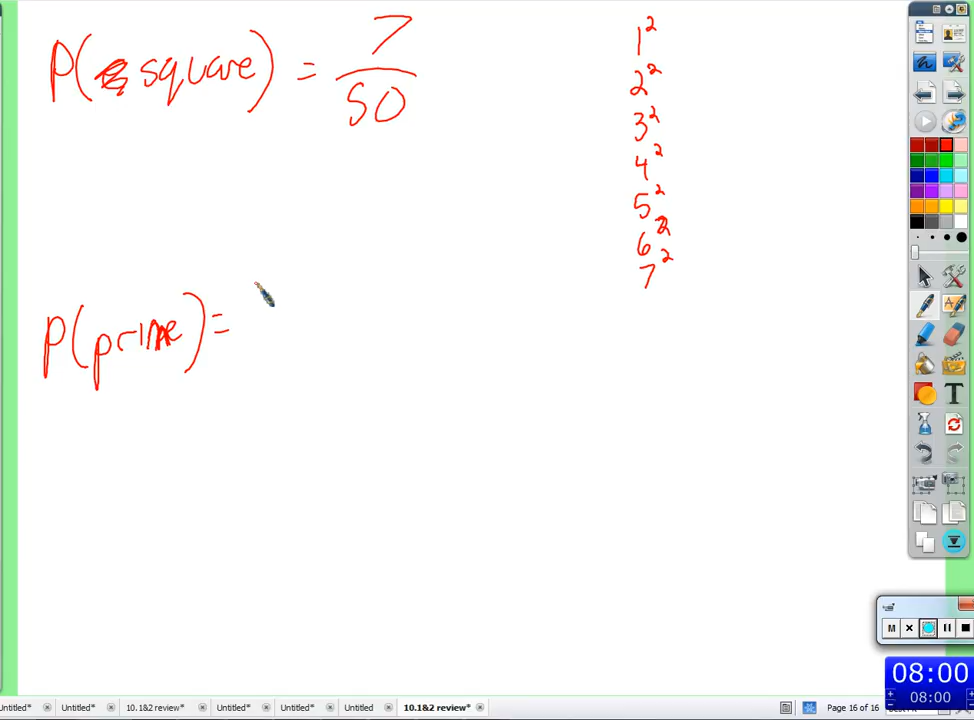 P(square) = 7/50
1²
2²
3²
4²
5²
6²
7²
P(prime) =
M
08:00
08:00
Untitled* Untitled* 10.1&2 review* Untitled* Untitled* Untitled 10.1&2 review* Page 16 of 16